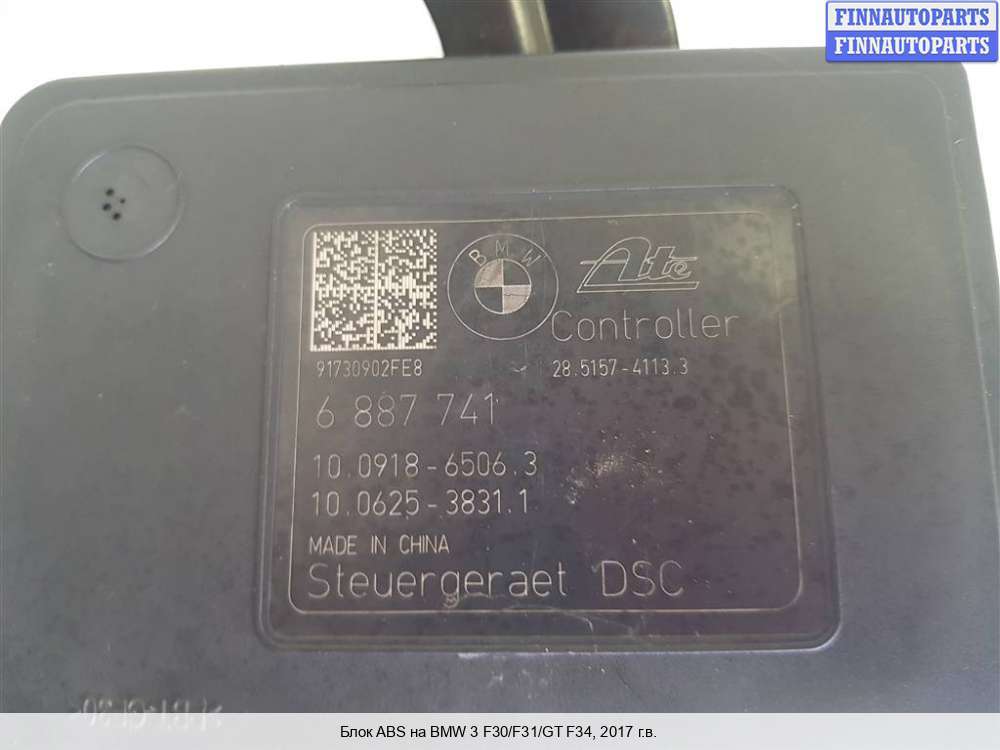 FINNAUTOPARTS
FINNAUTOPARTS
BMW
Ate
Controller
91730902FE8
28.5157-4113.3
6 887 741
10.0918-6506.3
10.0625-3831.1
MADE IN CHINA
Steuergeraet DSC
Блок ABS на BMW 3 F30/F31/GT F34, 2017 г.в.